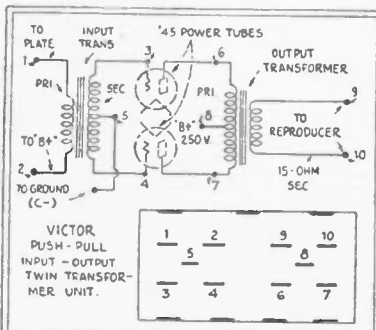 TO PLATE
INPUT TRANS
3
'45 POWER TUBES
6
OUTPUT TRANSFORMER
1
PRI
SEC
5
"B+" 250 V.
8
PRI
9
TO REPRODUCER
10
TO "B+"
2
TO GROUND (C-)
4
7
15-OHM SEC
VICTOR
PUSH-PULL
INPUT-OUTPUT
TWIN TRANSFOR-
MER UNIT.
1 2 9 10
5 8
3 4 6 7